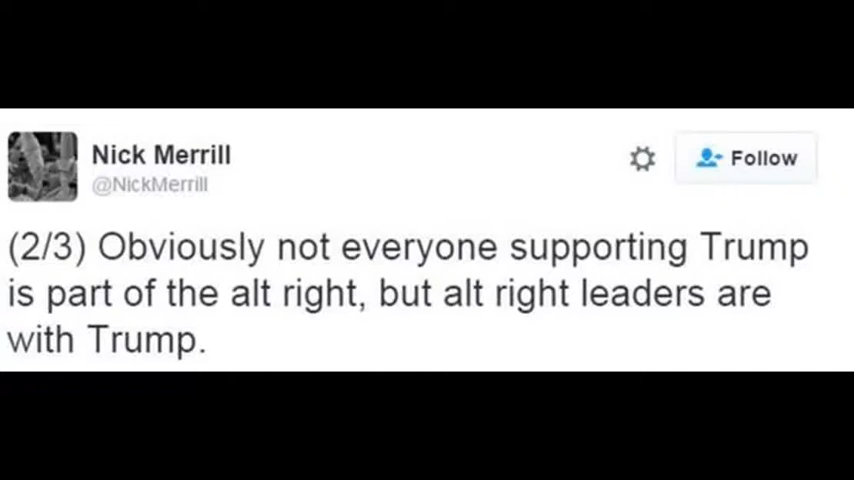 Nick Merrill
@NickMerrill
Follow
(2/3) Obviously not everyone supporting Trump
is part of the alt right, but alt right leaders are
with Trump.